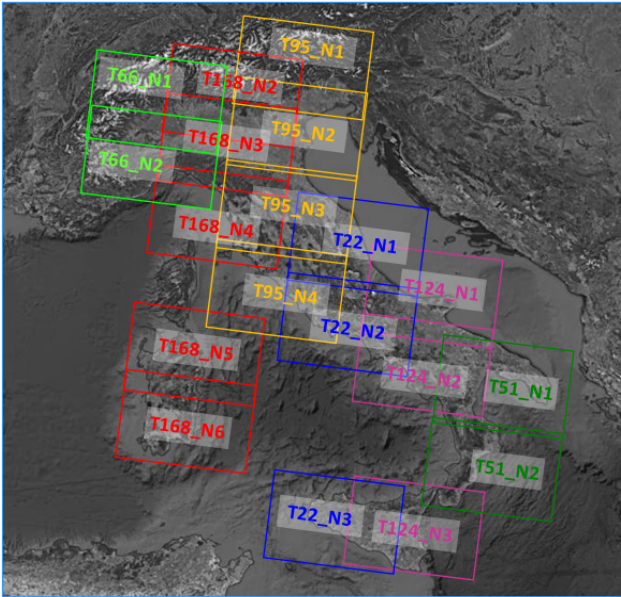 T95_N1
T66_N1
T168_N2
T95_N2
T168_N3
T66_N2
T95_N3
T168_N4
T22_N1
T124_N1
T95_N4
T22_N2
T168_N5
T124_N2
T51_N1
T168_N6
T51_N2
T22_N3
T124_N3